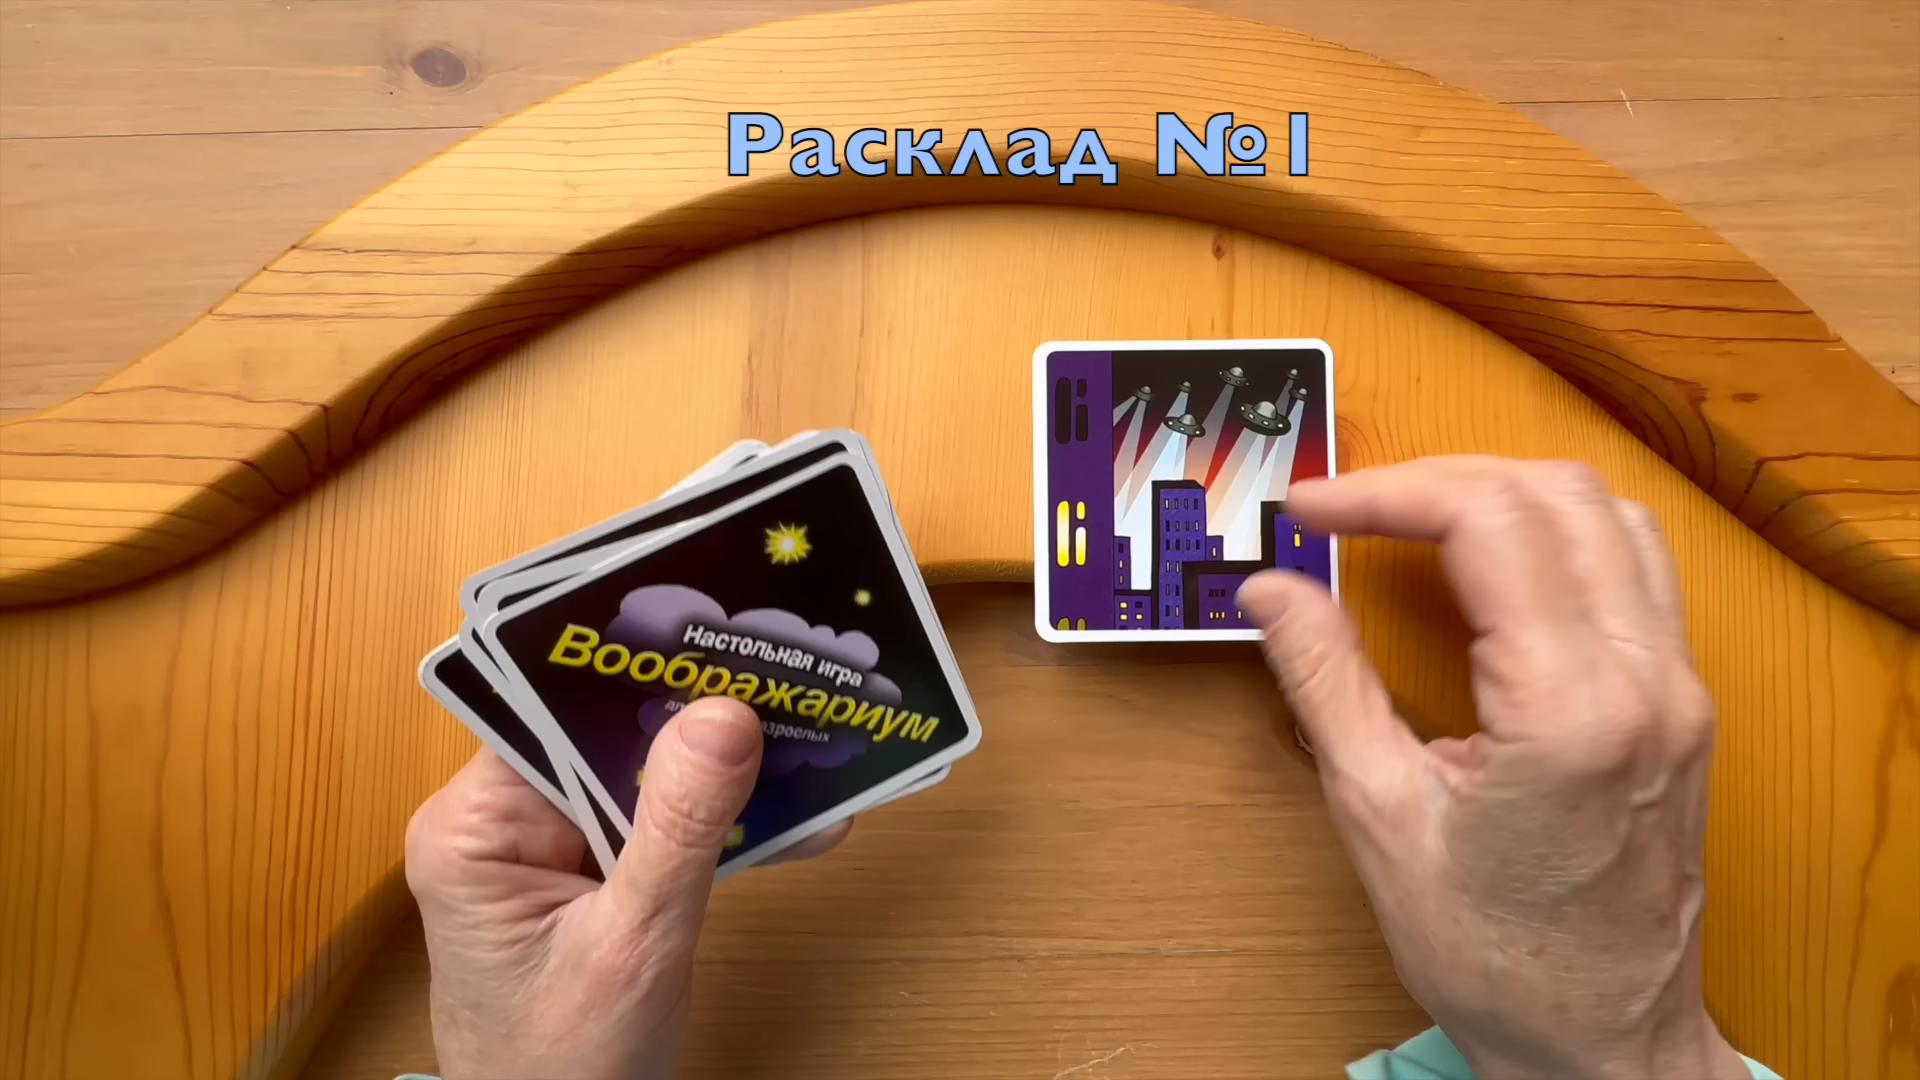 Расклад №1
Настольная игра
Воображариум